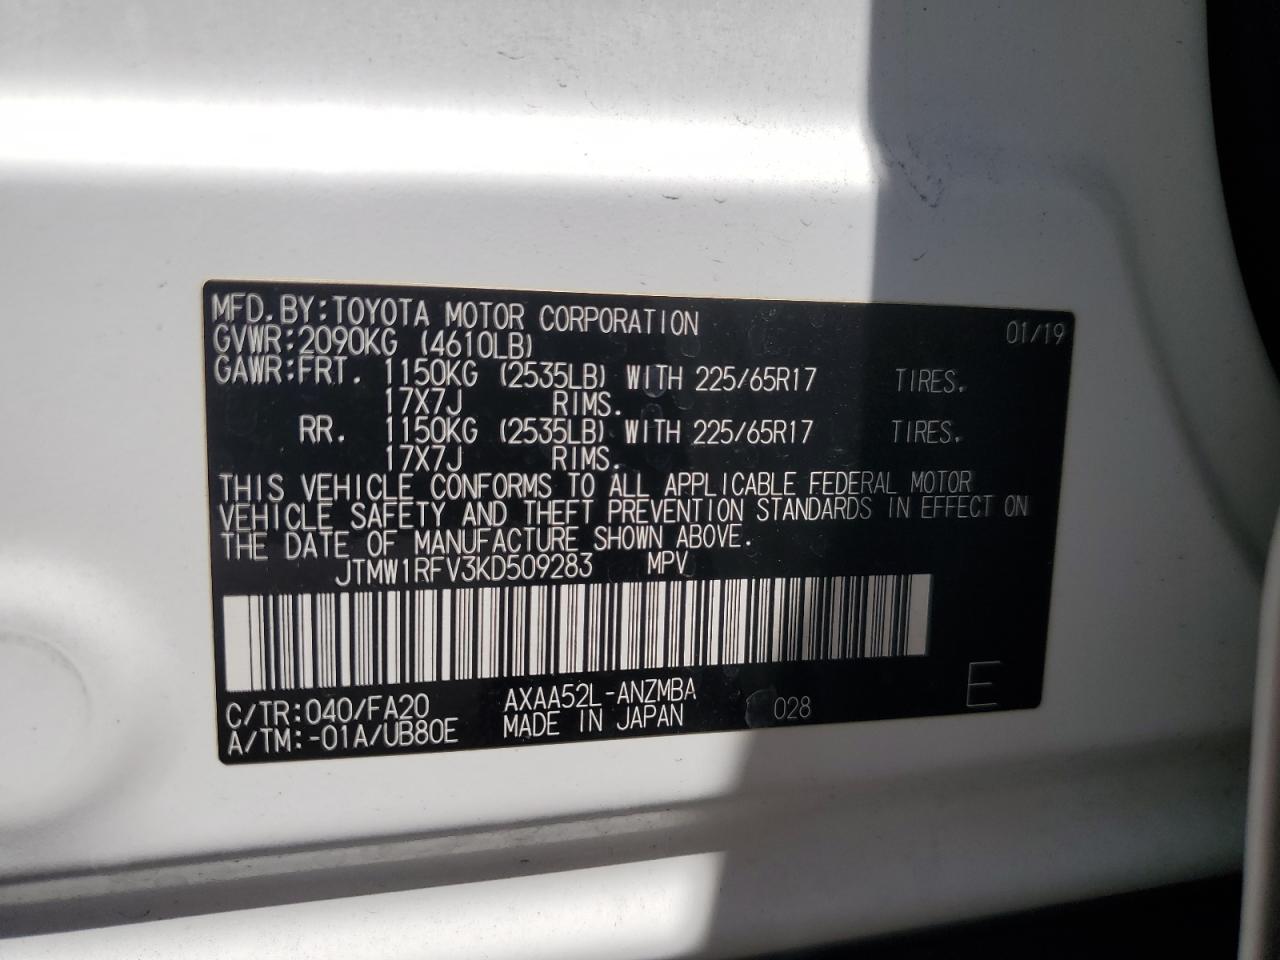 MFD.BY:TOYOTA MOTOR CORPORATION 01/19
GVWR:2090KG (4610LB)
GAWR:FRT. 1150KG (2535LB) WITH 225/65R17 TIRES.
17X7J RIMS.
RR. 1150KG (2535LB) WITH 225/65R17 TIRES.
17X7J RIMS.
THIS VEHICLE CONFORMS TO ALL APPLICABLE FEDERAL MOTOR
VEHICLE SAFETY AND THEFT PREVENTION STANDARDS IN EFFECT ON
THE DATE OF MANUFACTURE SHOWN ABOVE.
JTMW1RFV3KD509283 MPV
C/TR:040/FA20 AXAA52L-ANZMBA 028 E
A/TM:-01A/UB80E MADE IN JAPAN